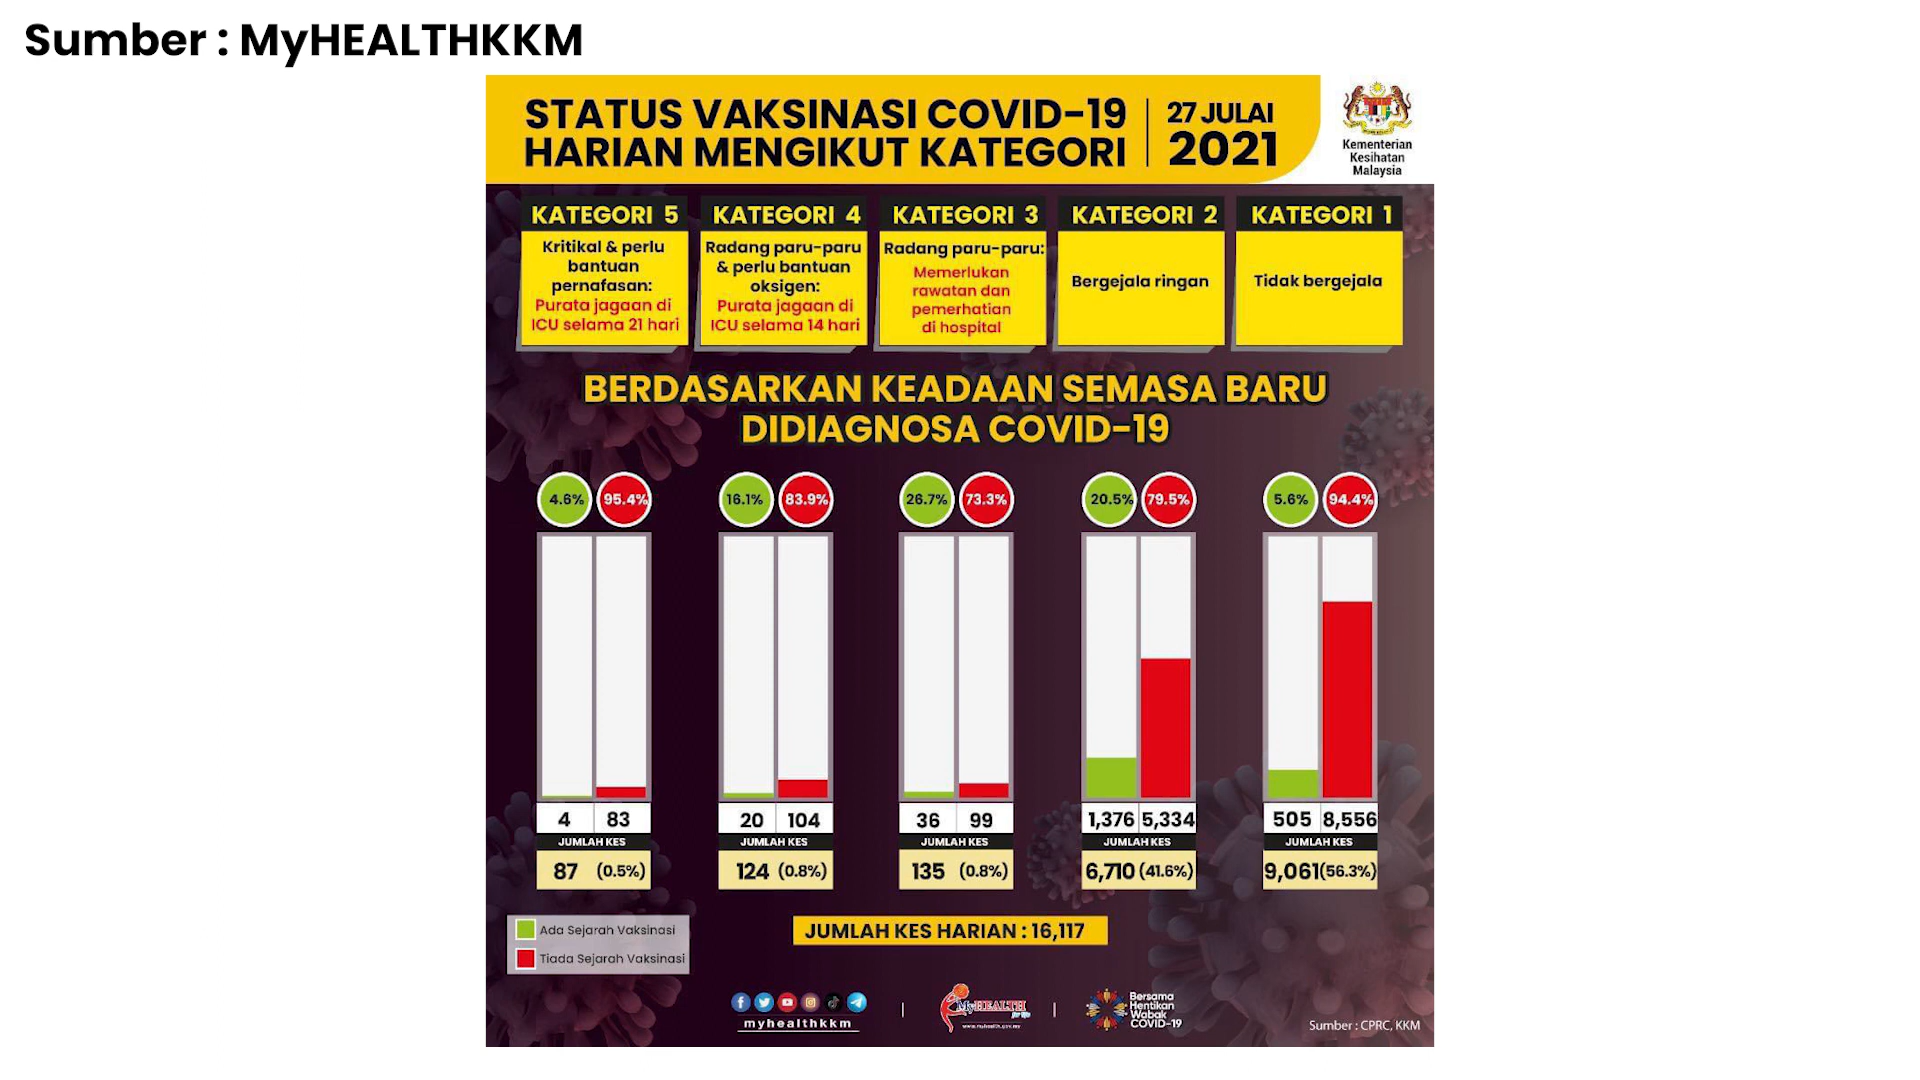 Sumber : MyHEALTHKKM
STATUS VAKSINASI COVID-19
HARIAN MENGIKUT KATEGORI
27 JULAI
2021
Kementerian
Kesihatan
Malaysia
KATEGORI 5
Kritikal & perlu
bantuan
pernafasan:
Purata jagaan di
ICU selama 21 hari
KATEGORI 4
Radang paru-paru
& perlu bantuan
oksigen:
Purata jagaan di
ICU selama 14 hari
KATEGORI 3
Radang paru-paru:
Memerlukan
rawatan dan
pemerhatian
di hospital
KATEGORI 2
Bergejala ringan
KATEGORI 1
Tidak bergejala
BERDASARKAN KEADAAN SEMASA BARU
DIDIAGNOSA COVID-19
4.6% 95.4% 16.1% 83.9% 26.7% 73.3% 20.5% 79.5% 5.6% 94.4%
4 83 20 104 36 99 1,376 5,334 505 8,556
JUMLAH KES JUMLAH KES JUMLAH KES JUMLAH KES JUMLAH KES
87 (0.5%) 124 (0.8%) 135 (0.8%) 6,710 (41.6%) 9,061(56.3%)
Ada Sejarah Vaksinasi
Tiada Sejarah Vaksinasi
JUMLAH KES HARIAN : 16,117
myhealthkkm
MyHEALTH
for life
www.myhealth.gov.my
Bersama
Hentikan
Wabak
COVID-19
Sumber : CPRC, KKM